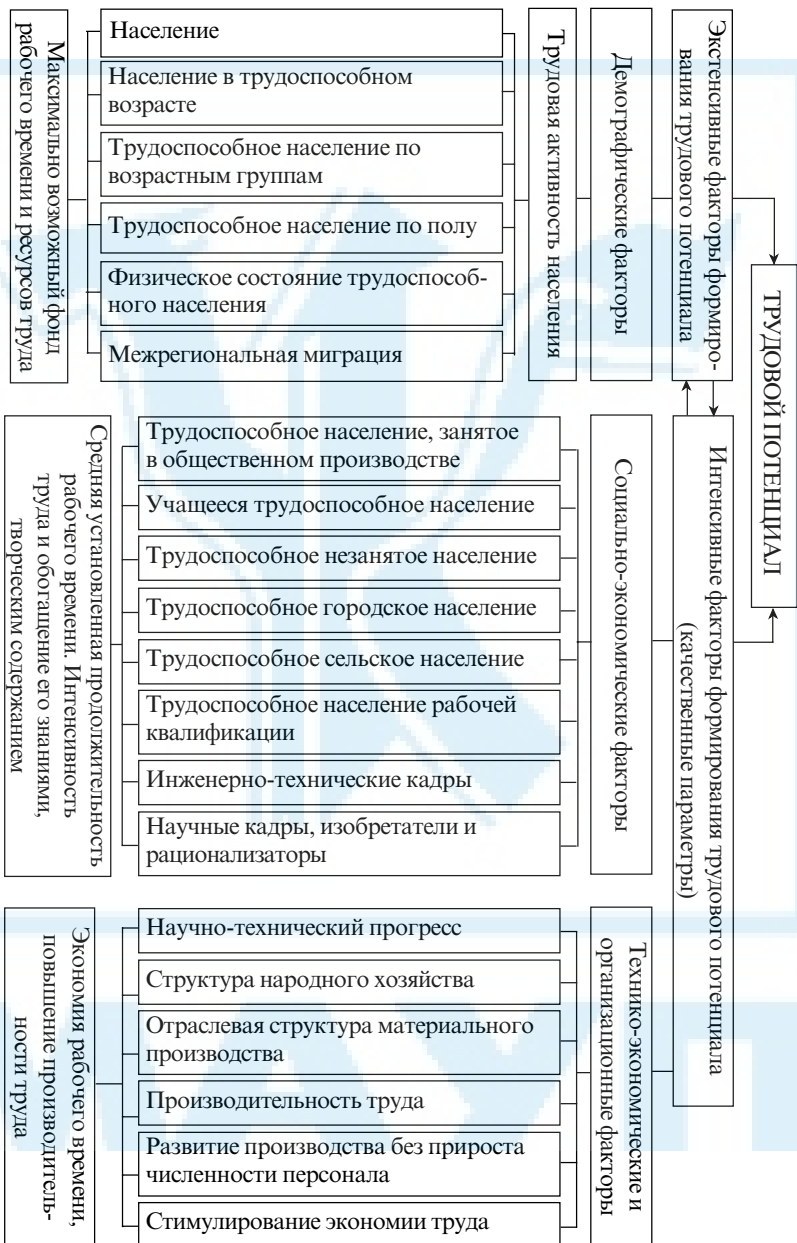 ТРУДОВОЙ ПОТЕНЦИАЛ
Экстенсивные факторы формиро-
вания трудового потенциала
Демографические факторы
Трудовая активность населения
Население
Население в трудоспособном
возрасте
Трудоспособное население по
возрастным группам
Трудоспособное население по полу
Физическое состояние трудоспособ-
ного населения
Межрегиональная миграция
Максимально возможный фонд
рабочего времени и ресурсов труда
Интенсивные факторы формирования трудового потенциала
(качественные параметры)
Социально-экономические факторы
Трудоспособное население, занятое
в общественном производстве
Учащееся трудоспособное население
Трудоспособное незанятое население
Трудоспособное городское население
Трудоспособное сельское население
Трудоспособное население рабочей
квалификации
Инженерно-технические кадры
Научные кадры, изобретатели и
рационализаторы
Средняя установленная продолжительность
рабочего времени. Интенсивность
труда и обогащение его знаниями,
творческим содержанием
Технико-экономические и
организационные факторы
Научно-технический прогресс
Структура народного хозяйства
Отраслевая структура материального
производства
Производительность труда
Развитие производства без прироста
численности персонала
Стимулирование экономии труда
Экономия рабочего времени,
повышение производитель-
ности труда